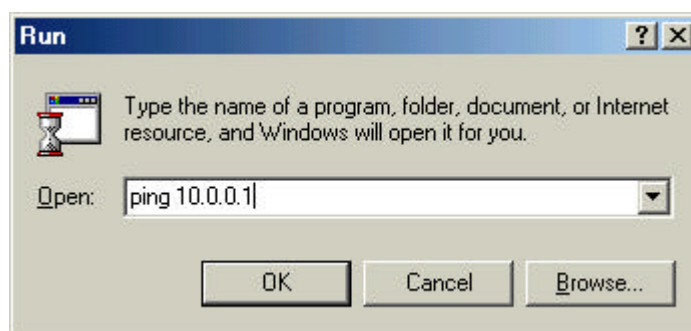 Run
Type the name of a program, folder, document, or Internet
resource, and Windows will open it for you.
Open: ping 10.0.0.1
OK Cancel Browse...